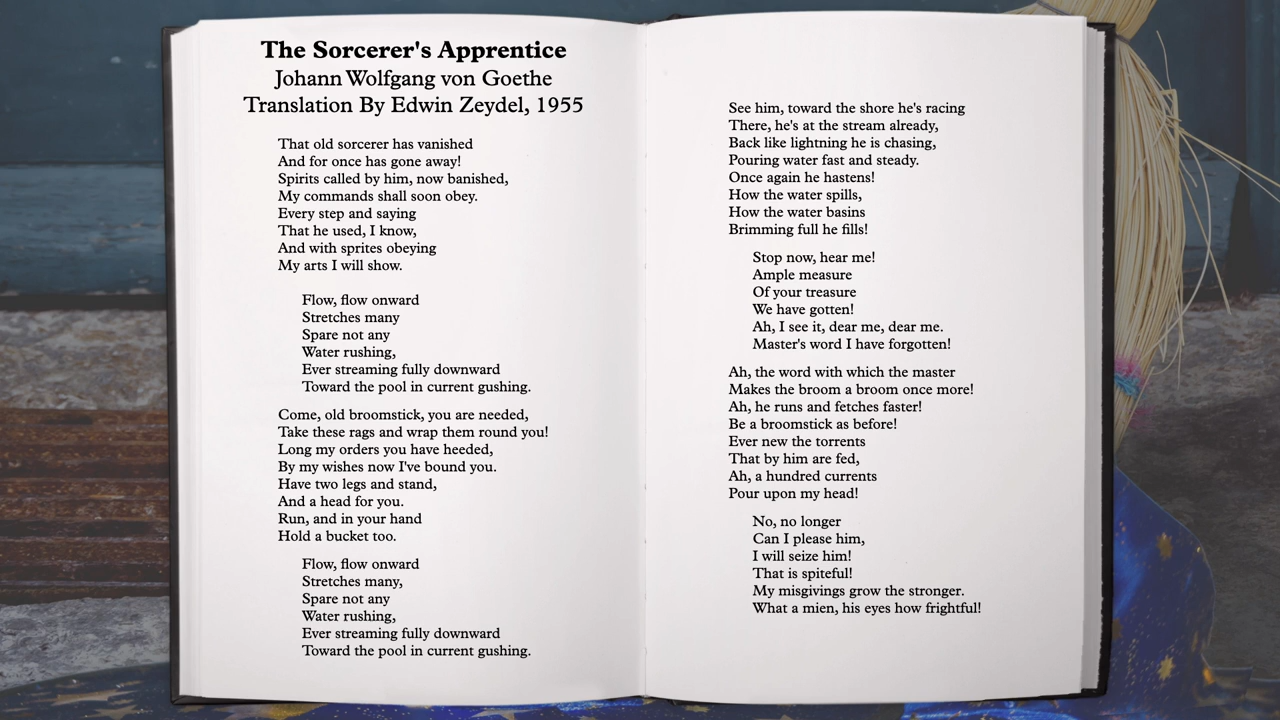 The Sorcerer's Apprentice
Johann Wolfgang von Goethe
Translation By Edwin Zeydel, 1955
That old sorcerer has vanished
And for once has gone away!
Spirits called by him, now banished,
My commands shall soon obey.
Every step and saying
That he used, I know,
And with sprites obeying
My arts I will show.
Flow, flow onward
Stretches many
Spare not any
Water rushing,
Ever streaming fully downward
Toward the pool in current gushing.
Come, old broomstick, you are needed,
Take these rags and wrap them round you!
Long my orders you have heeded,
By my wishes now I've bound you.
Have two legs and stand,
And a head for you.
Run, and in your hand
Hold a bucket too.
Flow, flow onward
Stretches many,
Spare not any
Water rushing,
Ever streaming fully downward
Toward the pool in current gushing.
See him, toward the shore he's racing
There, he's at the stream already,
Back like lightning he is chasing,
Pouring water fast and steady.
Once again he hastens!
How the water spills,
How the water basins
Brimming full he fills!
Stop now, hear me!
Ample measure
Of your treasure
We have gotten!
Ah, I see it, dear me, dear me.
Master's word I have forgotten!
Ah, the word with which the master
Makes the broom a broom once more!
Ah, he runs and fetches faster!
Be a broomstick as before!
Ever new the torrents
That by him are fed,
Ah, a hundred currents
Pour upon my head!
No, no longer
Can I please him,
I will seize him!
That is spiteful!
My misgivings grow the stronger.
What a mien, his eyes how frightful!